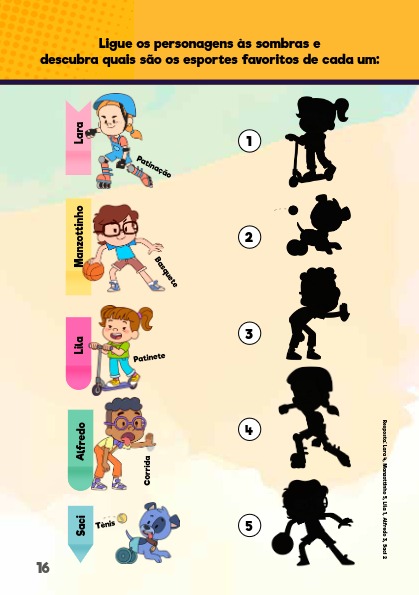 Ligue os personagens às sombras e
descubra quais são os esportes favoritos de cada um:
Lara
Patinação
1
Manzottinho
Basquete
2
Lila
Patinete
3
Alfredo
Corrida
4
Saci
Tênis
5
Resposta: Lara 4, Manzottinho 5, Lila 1, Alfredo 3, Saci 2
16